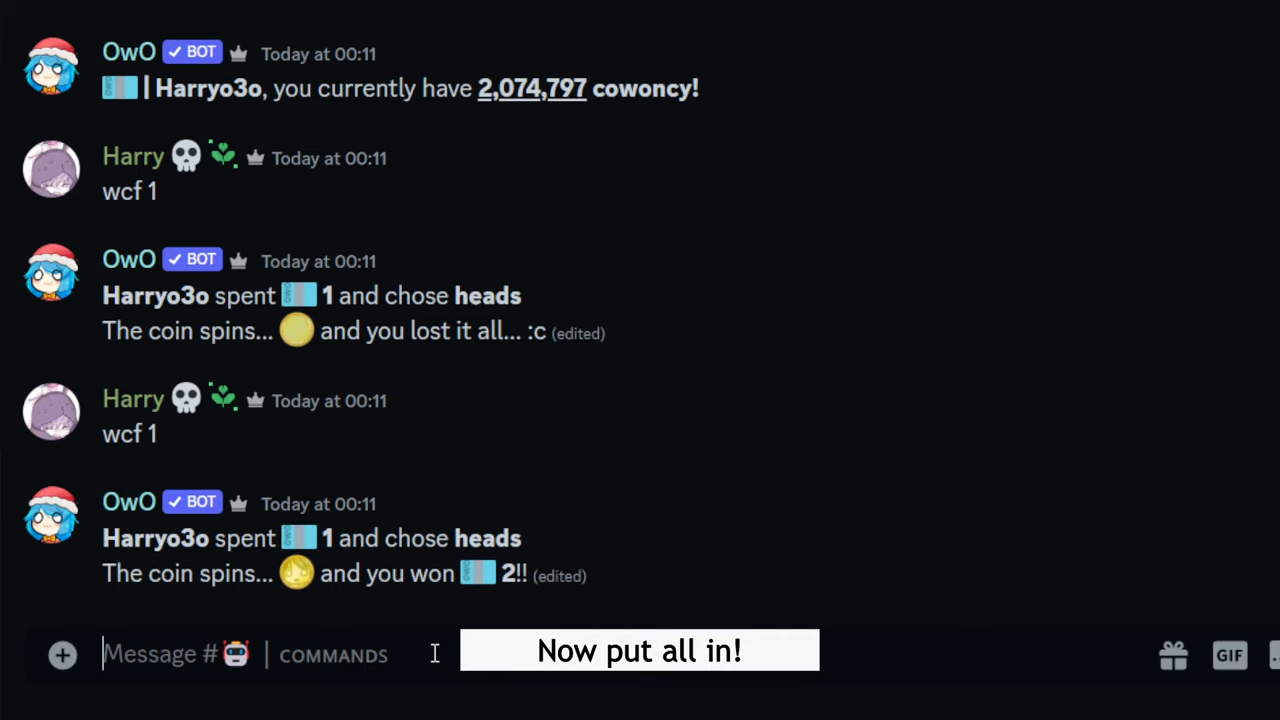 OwO ✓ BOT Today at 00:11
| Harryo3o, you currently have 2,074,797 cowoncy!
Harry Today at 00:11
wcf 1
OwO ✓ BOT Today at 00:11
Harryo3o spent 1 and chose heads
The coin spins... and you lost it all... :c (edited)
Harry Today at 00:11
wcf 1
OwO ✓ BOT Today at 00:11
Harryo3o spent 1 and chose heads
The coin spins... and you won 2!! (edited)
Message # | COMMANDS
Now put all in!
GIF